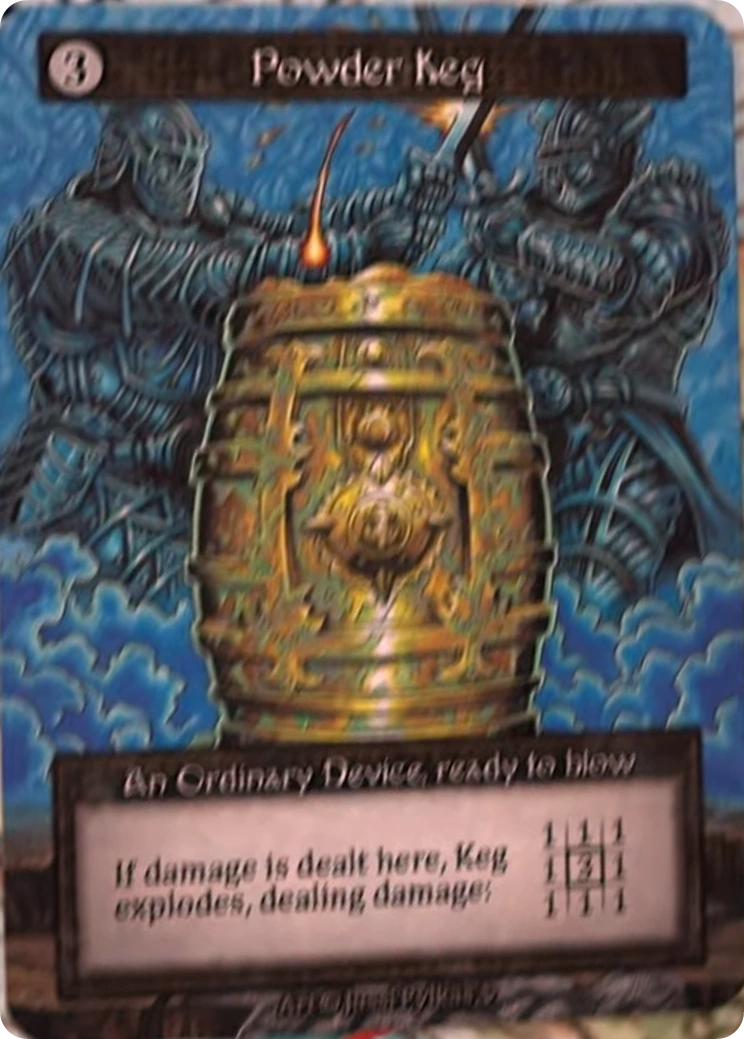 3
Powder Keg
An Ordinary Device, ready to blow
If damage is dealt here, Keg
explodes, dealing damage:
1 1 1
1 3 1
1 1 1
Art